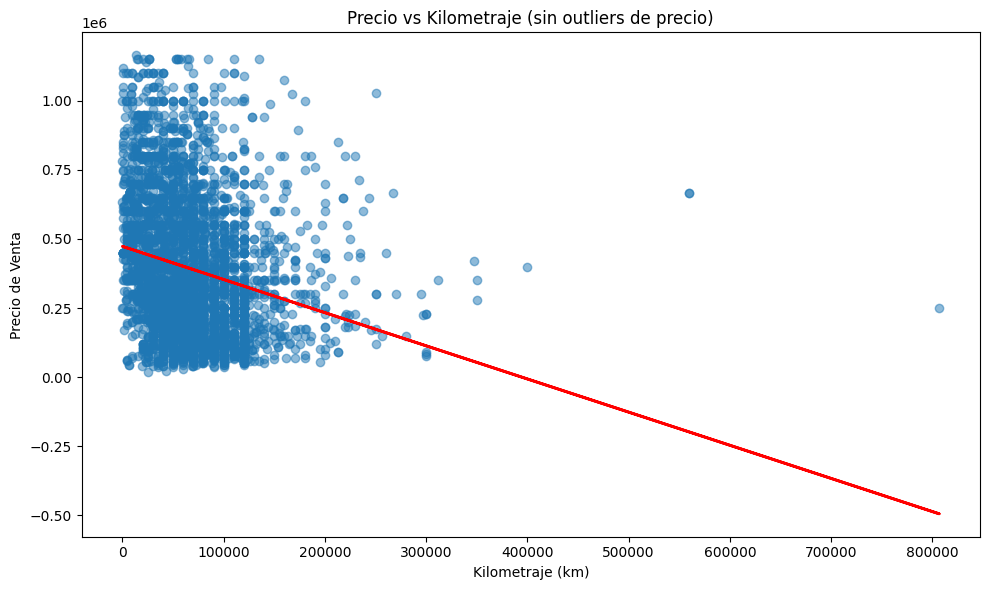 Precio vs Kilometraje (sin outliers de precio)
1e6
1.00
0.75
0.50
0.25
0.00
−0.25
−0.50
Precio de Venta
0 100000 200000 300000 400000 500000 600000 700000 800000
Kilometraje (km)